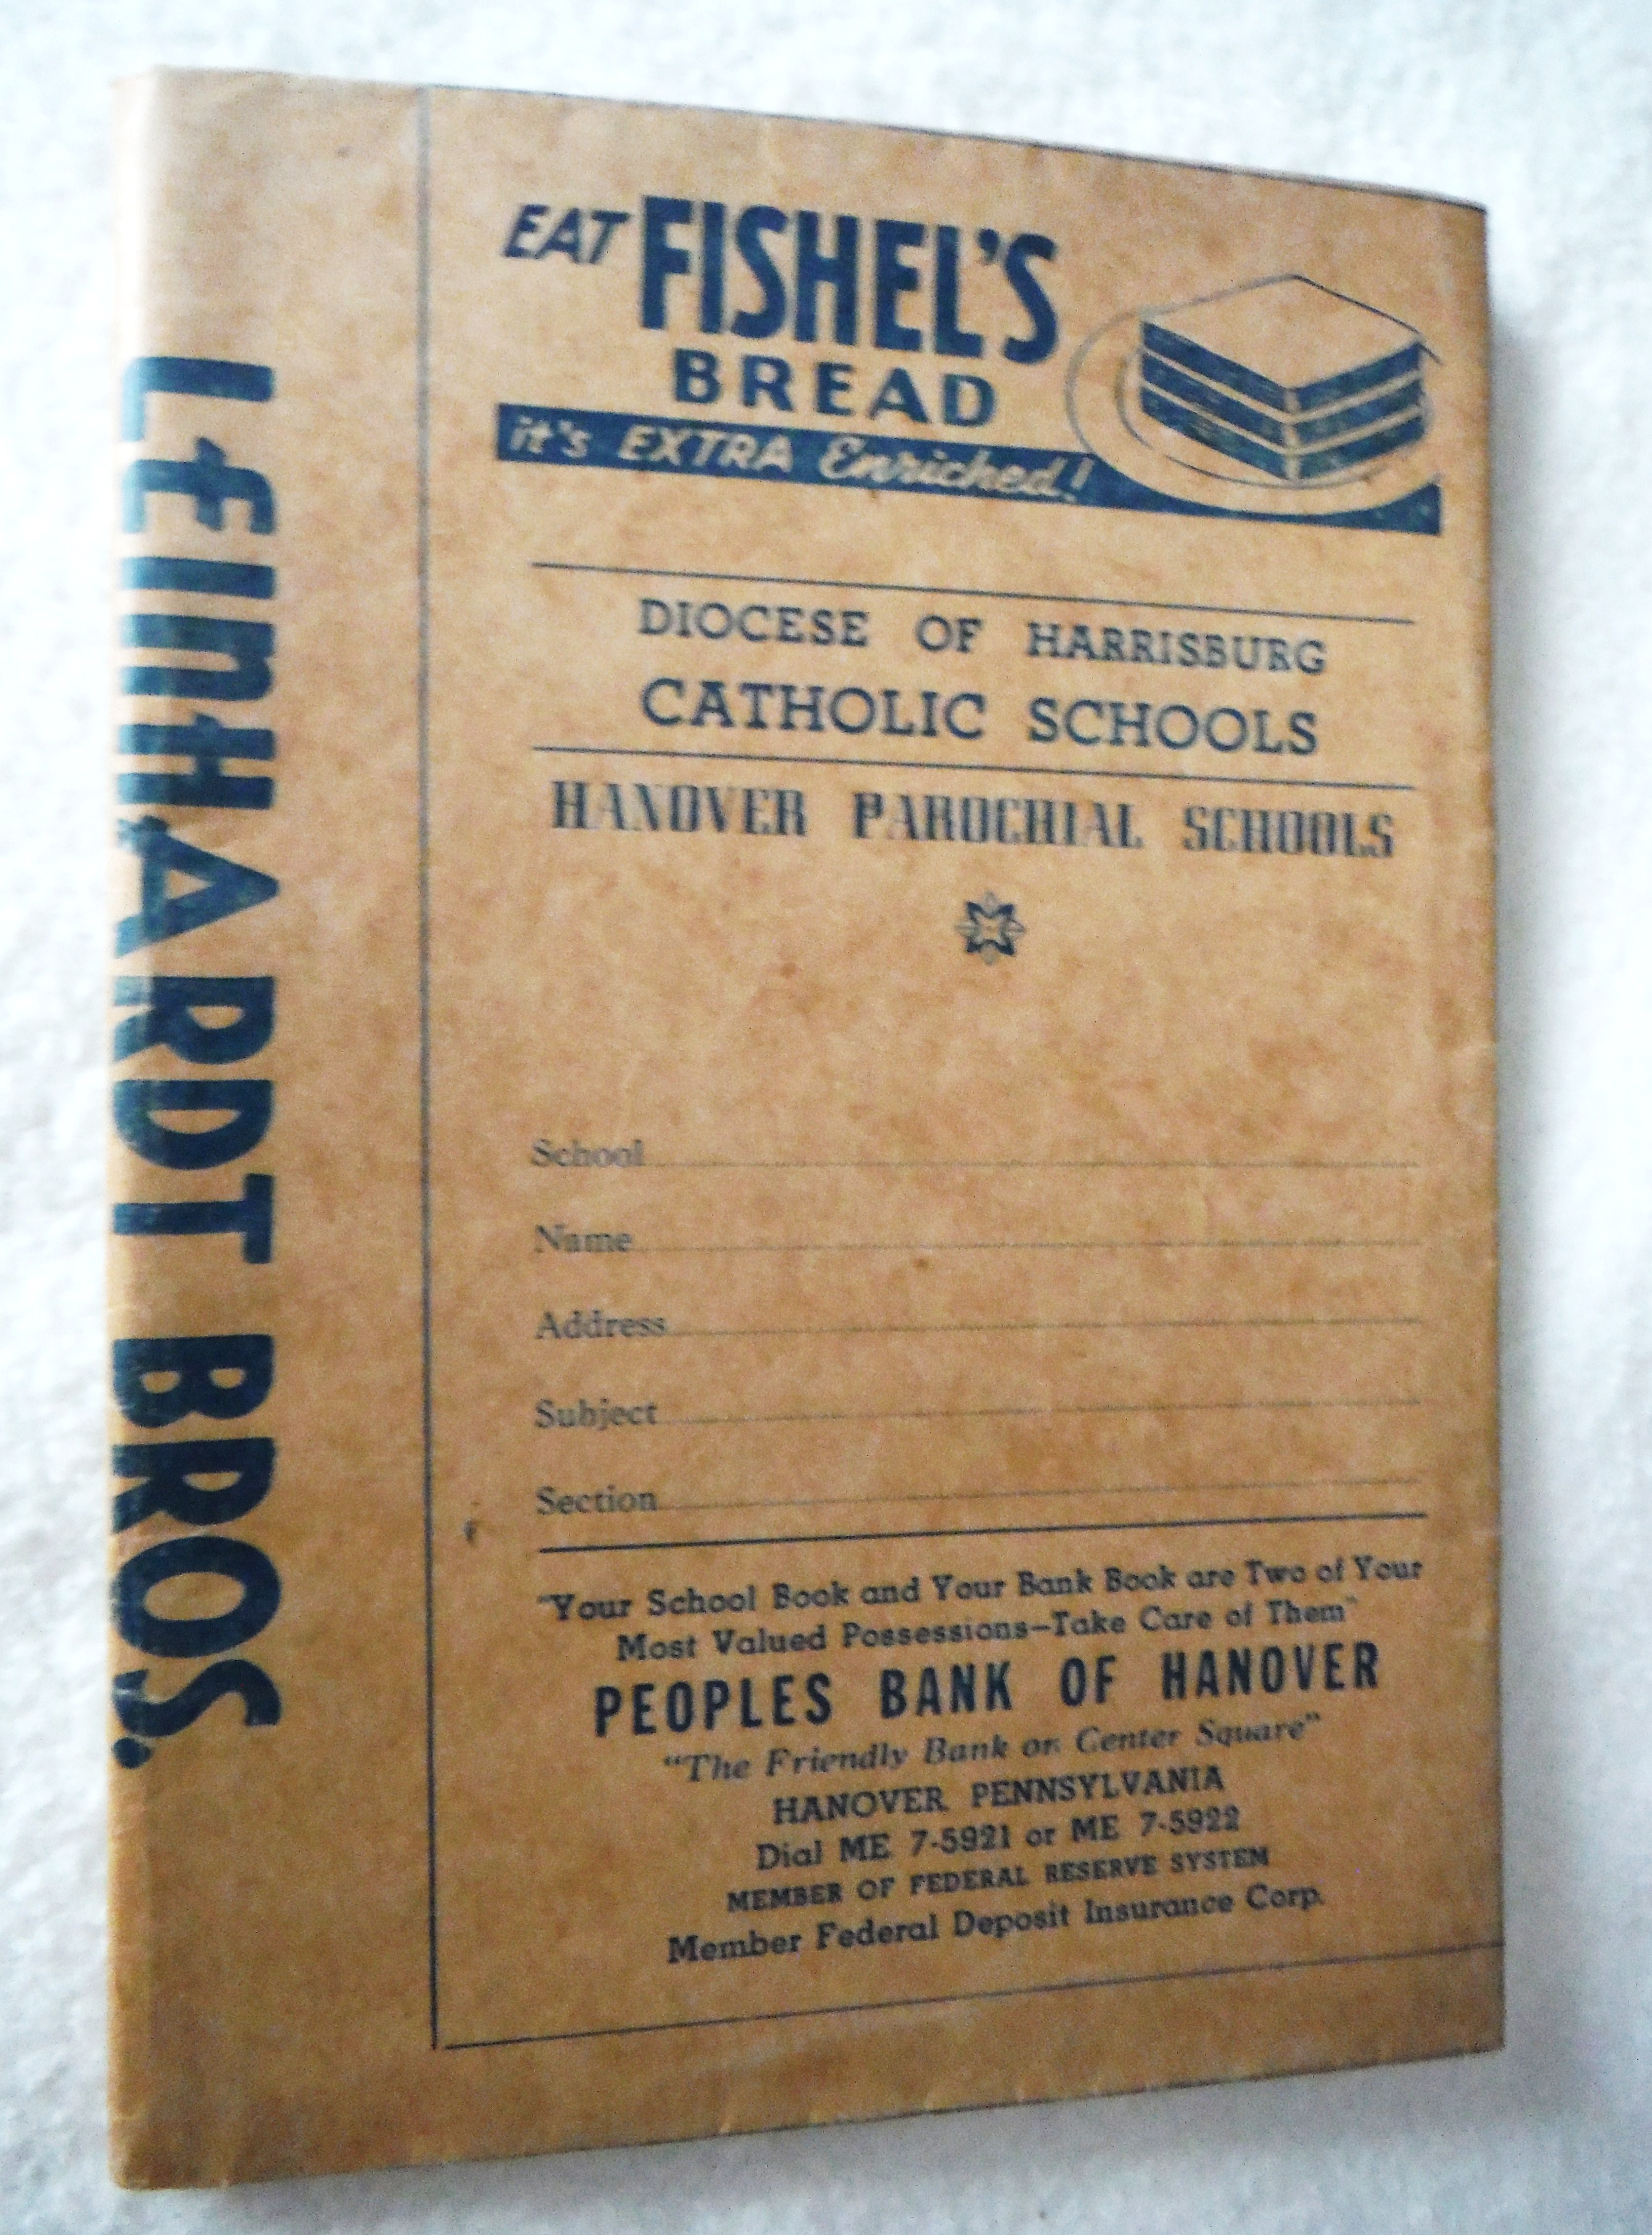 LEINHARDT BROS.
EAT FISHEL'S
BREAD
it's EXTRA Enriched!
DIOCESE OF HARRISBURG
CATHOLIC SCHOOLS
HANOVER PAROCHIAL SCHOOLS
School
Name
Address
Subject
Section
"Your School Book and Your Bank Book are Two of Your
Most Valued Possessions—Take Care of Them"
PEOPLES BANK OF HANOVER
"The Friendly Bank on Center Square"
HANOVER, PENNSYLVANIA
Dial ME 7-5921 or ME 7-5922
MEMBER OF FEDERAL RESERVE SYSTEM
Member Federal Deposit Insurance Corp.